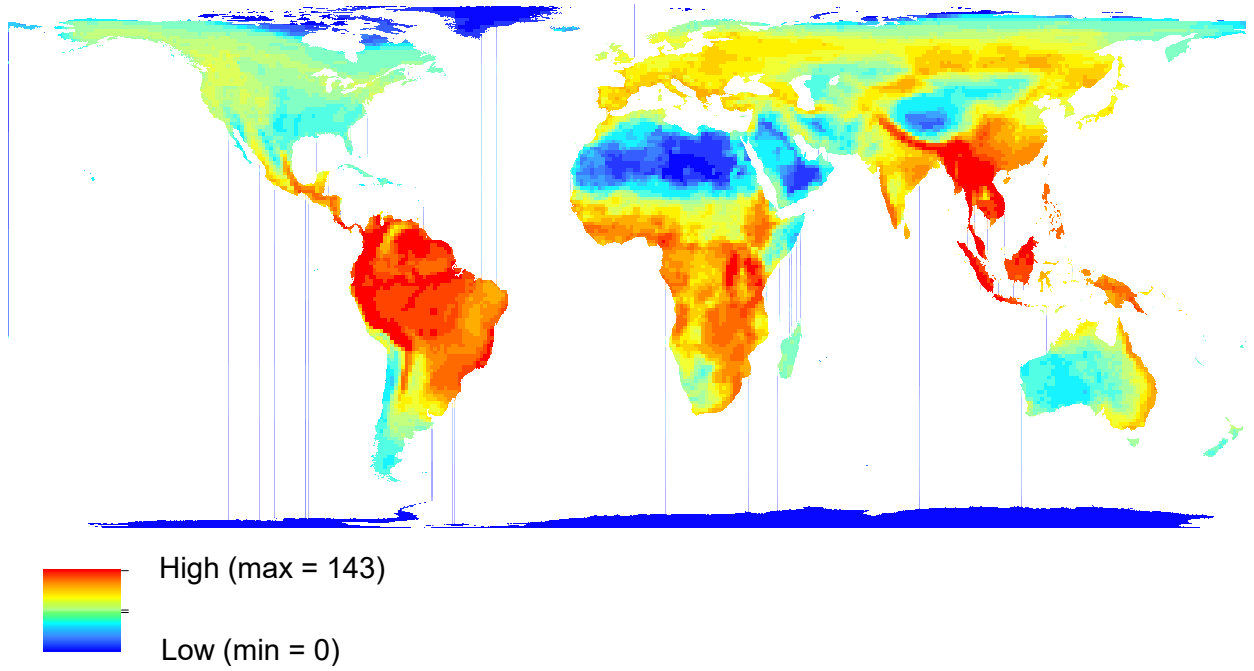 High (max = 143)
Low (min = 0)